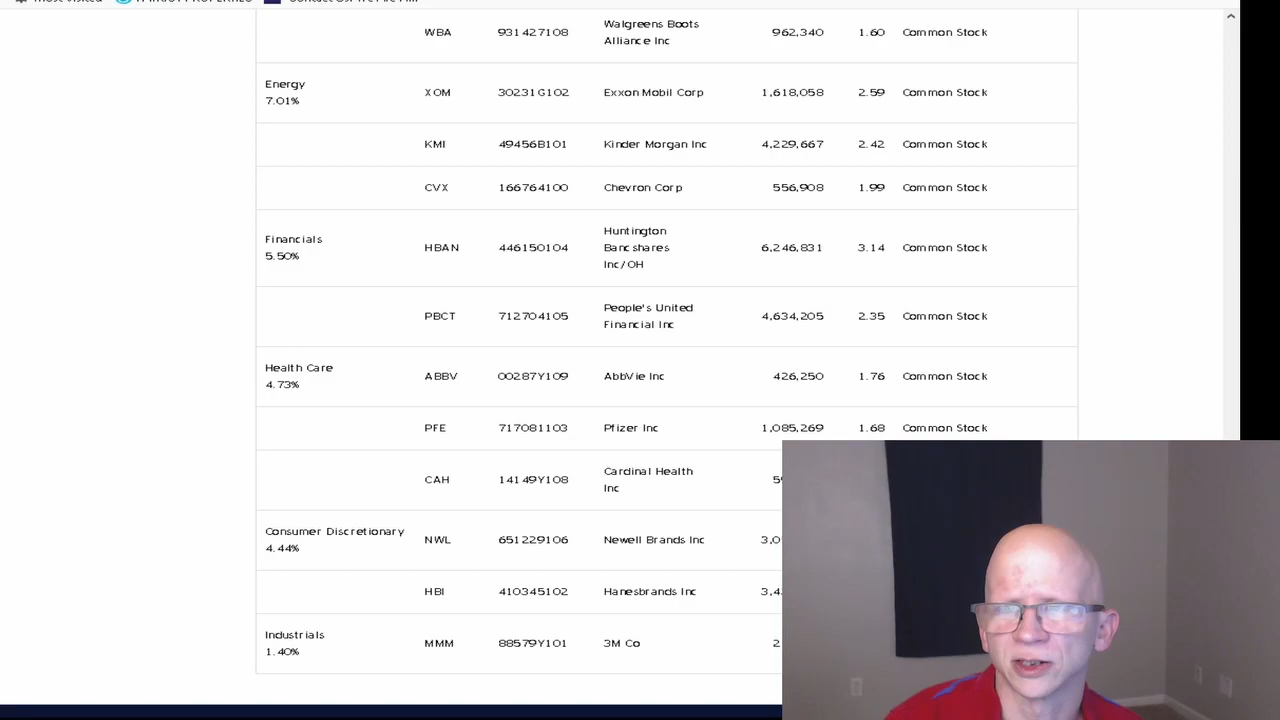 WBA 931427108 Walgreens Boots Alliance Inc 962,340 1.60 Common Stock
Energy 7.01% XOM 30231G102 Exxon Mobil Corp 1,618,058 2.59 Common Stock
KMI 49456B101 Kinder Morgan Inc 4,229,667 2.42 Common Stock
CVX 166764100 Chevron Corp 556,908 1.99 Common Stock
Financials 5.50% HBAN 446150104 Huntington Bancshares Inc/OH 6,246,831 3.14 Common Stock
PBCT 712704105 People's United Financial Inc 4,634,205 2.35 Common Stock
Health Care 4.73% ABBV 00287Y109 AbbVie Inc 426,250 1.76 Common Stock
PFE 717081103 Pfizer Inc 1,085,269 1.68 Common Stock
CAH 14149Y108 Cardinal Health Inc
Consumer Discretionary 4.44% NWL 651229106 Newell Brands Inc
HBI 410345102 Hanesbrands Inc
Industrials 1.40% MMM 88579Y101 3M Co